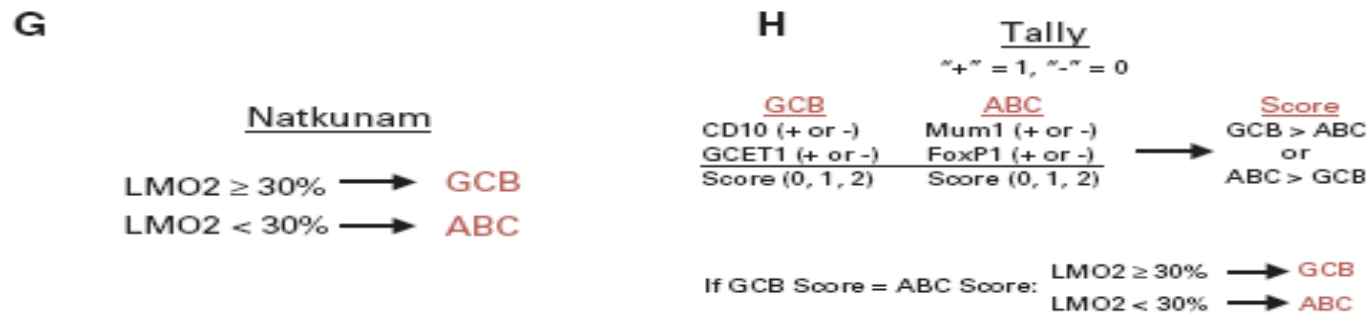 G
Natkunam
LMO2 ≥ 30% → GCB
LMO2 < 30% → ABC
H
Tally
"+" = 1, "-" = 0
GCB ABC Score
CD10 (+ or -) Mum1 (+ or -) GCB > ABC
GCET1 (+ or -) FoxP1 (+ or -) → or
Score (0, 1, 2) Score (0, 1, 2) ABC > GCB
If GCB Score = ABC Score:
LMO2 ≥ 30% → GCB
LMO2 < 30% → ABC